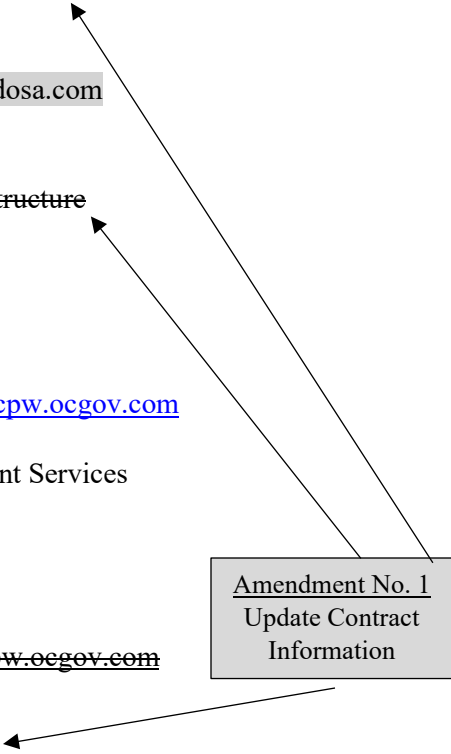 dosa.com
tructure
cpw.ocgov.com
nt Services
Amendment No. 1
Update Contract
Information
w.ocgov.com